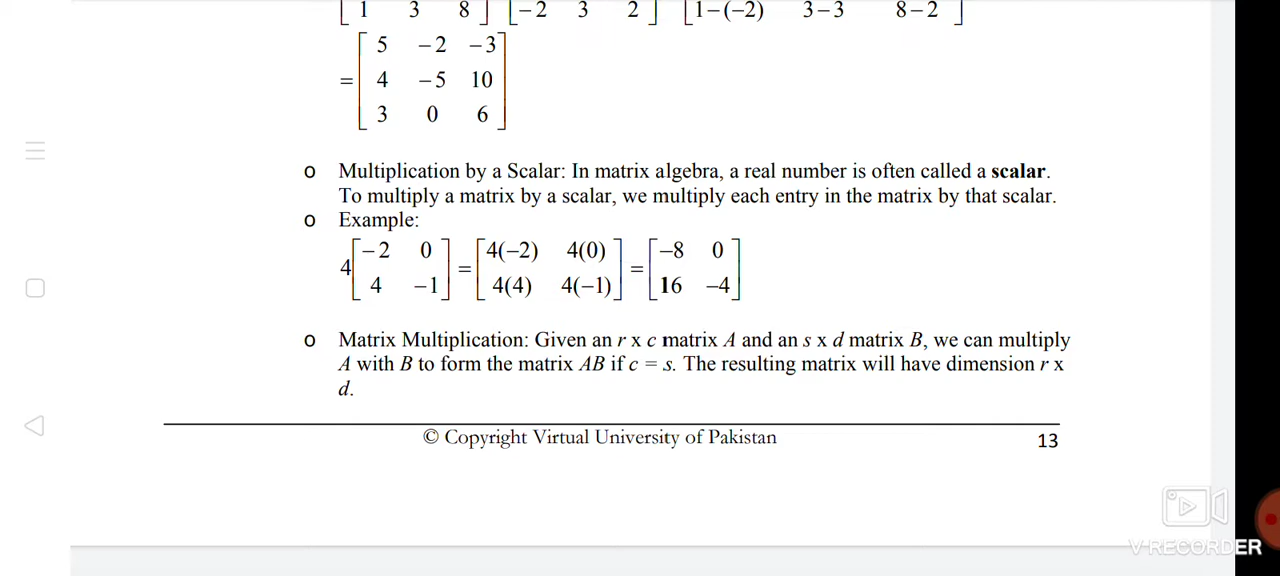 [ 1 3 8 ] [ −2 3 2 ] [ 1−(−2) 3−3 8−2 ]
[ 5 −2 −3 ]
= [ 4 −5 10 ]
[ 3 0 6 ]
o Multiplication by a Scalar: In matrix algebra, a real number is often called a scalar.
To multiply a matrix by a scalar, we multiply each entry in the matrix by that scalar.
o Example:
4 [ −2 0 ] = [ 4(−2) 4(0) ] = [ −8 0 ]
[ 4 −1 ] [ 4(4) 4(−1) ] [ 16 −4 ]
o Matrix Multiplication: Given an r x c matrix A and an s x d matrix B, we can multiply
A with B to form the matrix AB if c = s. The resulting matrix will have dimension r x
d.
© Copyright Virtual University of Pakistan 13
V RECORDER